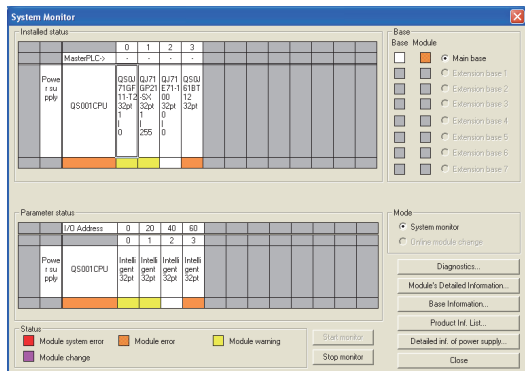 System Monitor
Installed status
0 1 2 3
MasterPLC-> - - - -
Powe
r su
pply
QS001CPU
QS0J
71GF
11-T2
32pt
1
I
0
QJ71
GP21
-SX
32pt
1
I
255
QJ71
E71-1
00
32pt
0
I
0
QS0J
61BT
12
32pt
Base
Base Module
Main base
Extension base 1
Extension base 2
Extension base 3
Extension base 4
Extension base 5
Extension base 6
Extension base 7
Parameter status
I/O Address 0 20 40 60
0 1 2 3
Powe
r su
pply
QS001CPU
Intelli
gent
32pt
Intelli
gent
32pt
Intelli
gent
32pt
Intelli
gent
32pt
Mode
System monitor
Online module change
Diagnostics...
Module's Detailed Information...
Base Information...
Product Inf. List...
Detailed inf. of power supply...
Close
Status
Module system error
Module error
Module warning
Module change
Start monitor
Stop monitor